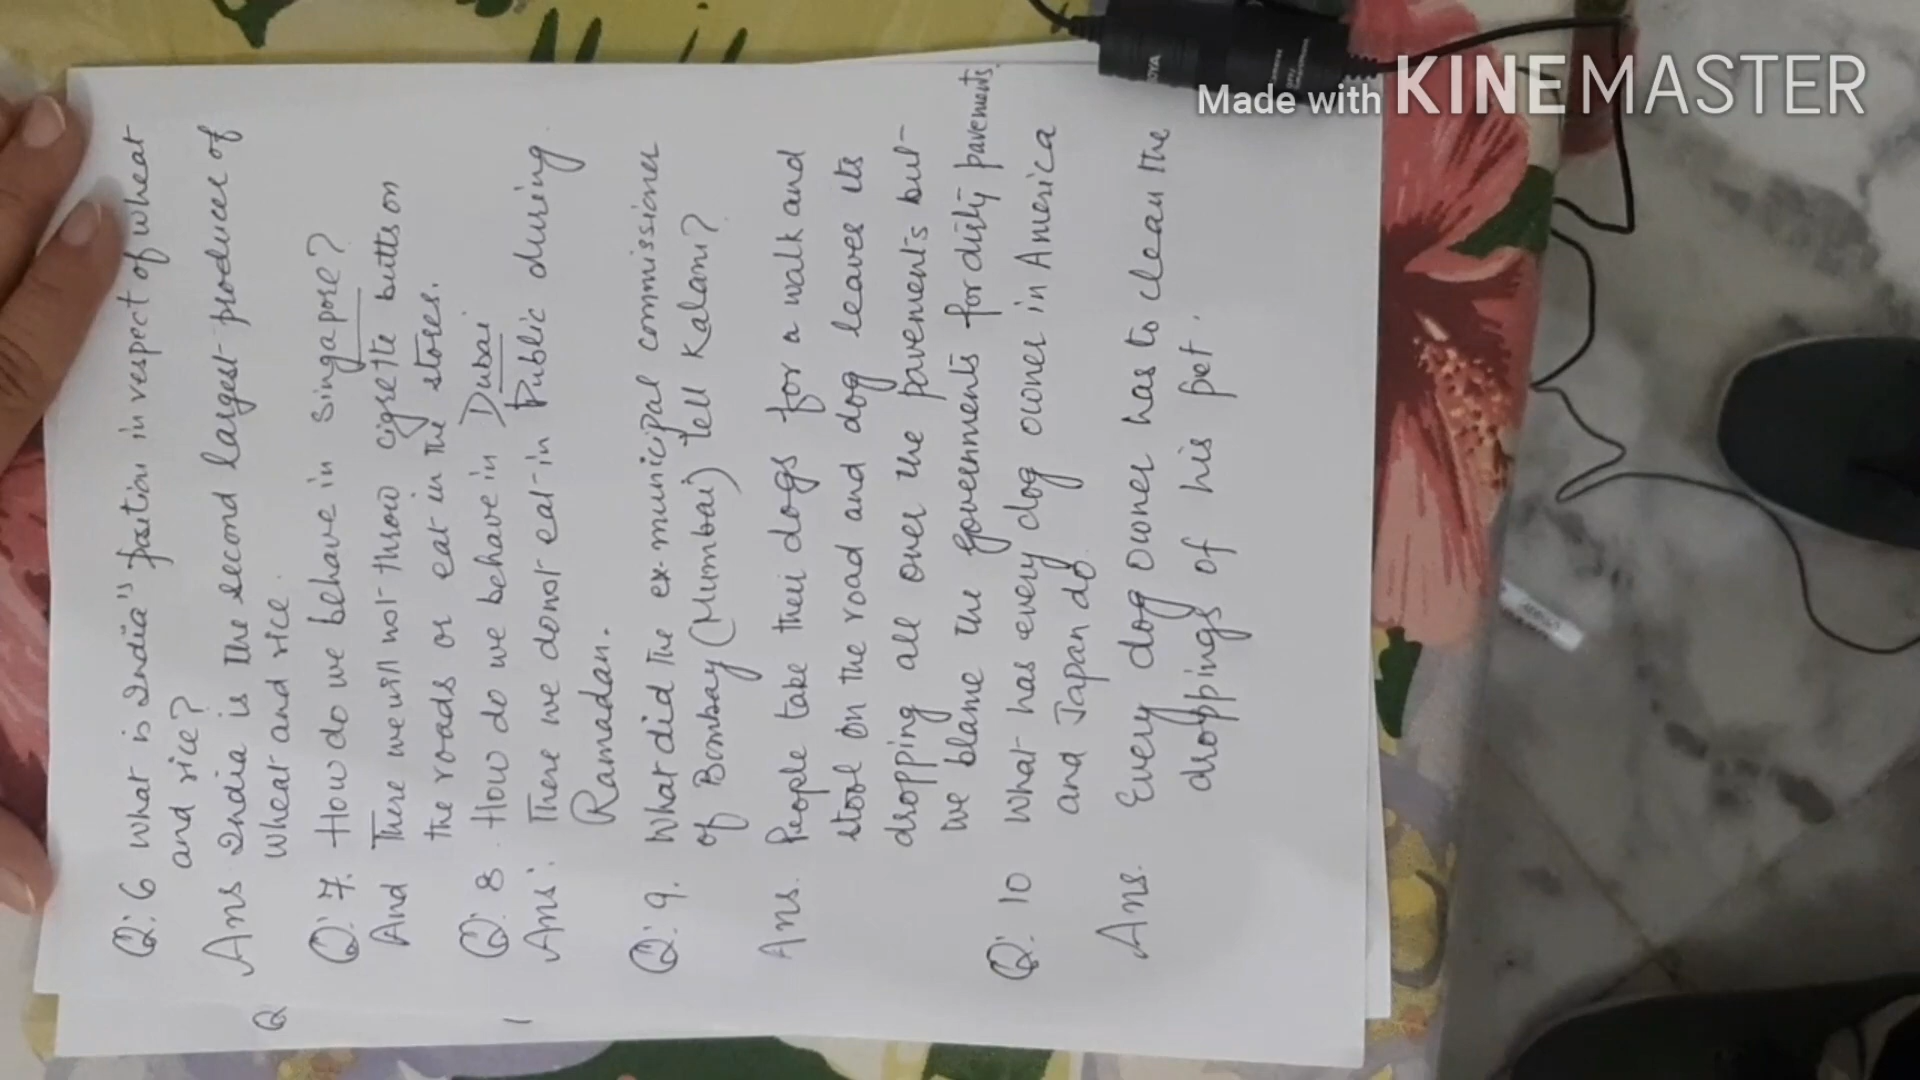 Q: 6 What is India's position in respect of wheat
and rice?
Ans. India is the second largest produce of
wheat and rice.
Q: 7. How do we behave in Singapore?
And There we will not throw cigrette butts on
the roads or eat in the stores.
Q: 8. How do we behave in Dubai
Ans: There we donot eat in Public during
Ramadan.
Q: 9. What did the ex-municipal commissioner
of Bombay (Mumbai) tell Kalam?
Ans. People take their dogs for a walk and
stool on the road and dog leaves its
dropping all over the pavements but
we blame the governments for dirty pavements.
Q: 10 What has every dog owner in America
and Japan do
Ans. Every dog owner has to clean the
droppings of his pet.
Q
BOYA
Made with KINEMASTER